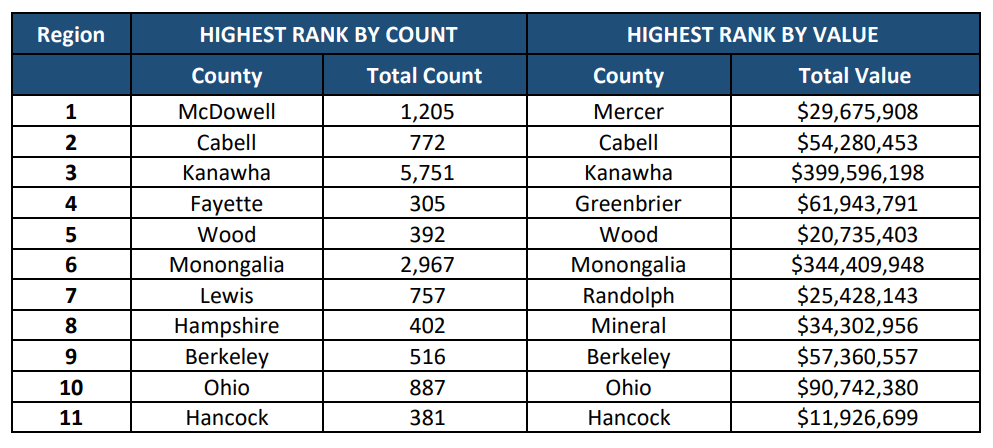 Region HIGHEST RANK BY COUNT HIGHEST RANK BY VALUE
County Total Count County Total Value
1 McDowell 1,205 Mercer $29,675,908
2 Cabell 772 Cabell $54,280,453
3 Kanawha 5,751 Kanawha $399,596,198
4 Fayette 305 Greenbrier $61,943,791
5 Wood 392 Wood $20,735,403
6 Monongalia 2,967 Monongalia $344,409,948
7 Lewis 757 Randolph $25,428,143
8 Hampshire 402 Mineral $34,302,956
9 Berkeley 516 Berkeley $57,360,557
10 Ohio 887 Ohio $90,742,380
11 Hancock 381 Hancock $11,926,699